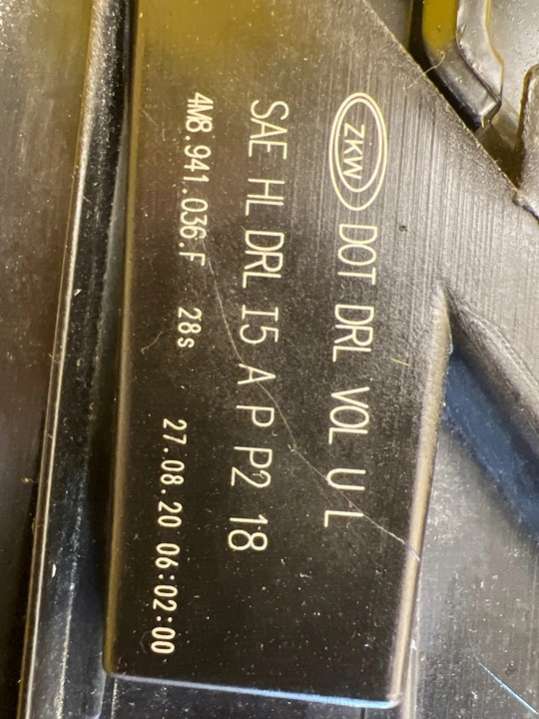 ZKW DOT DRL VOL U L
SAE HL DRL I5 A P P2 18
4M8.941.036.F 28s 27.08.20 06:02:00